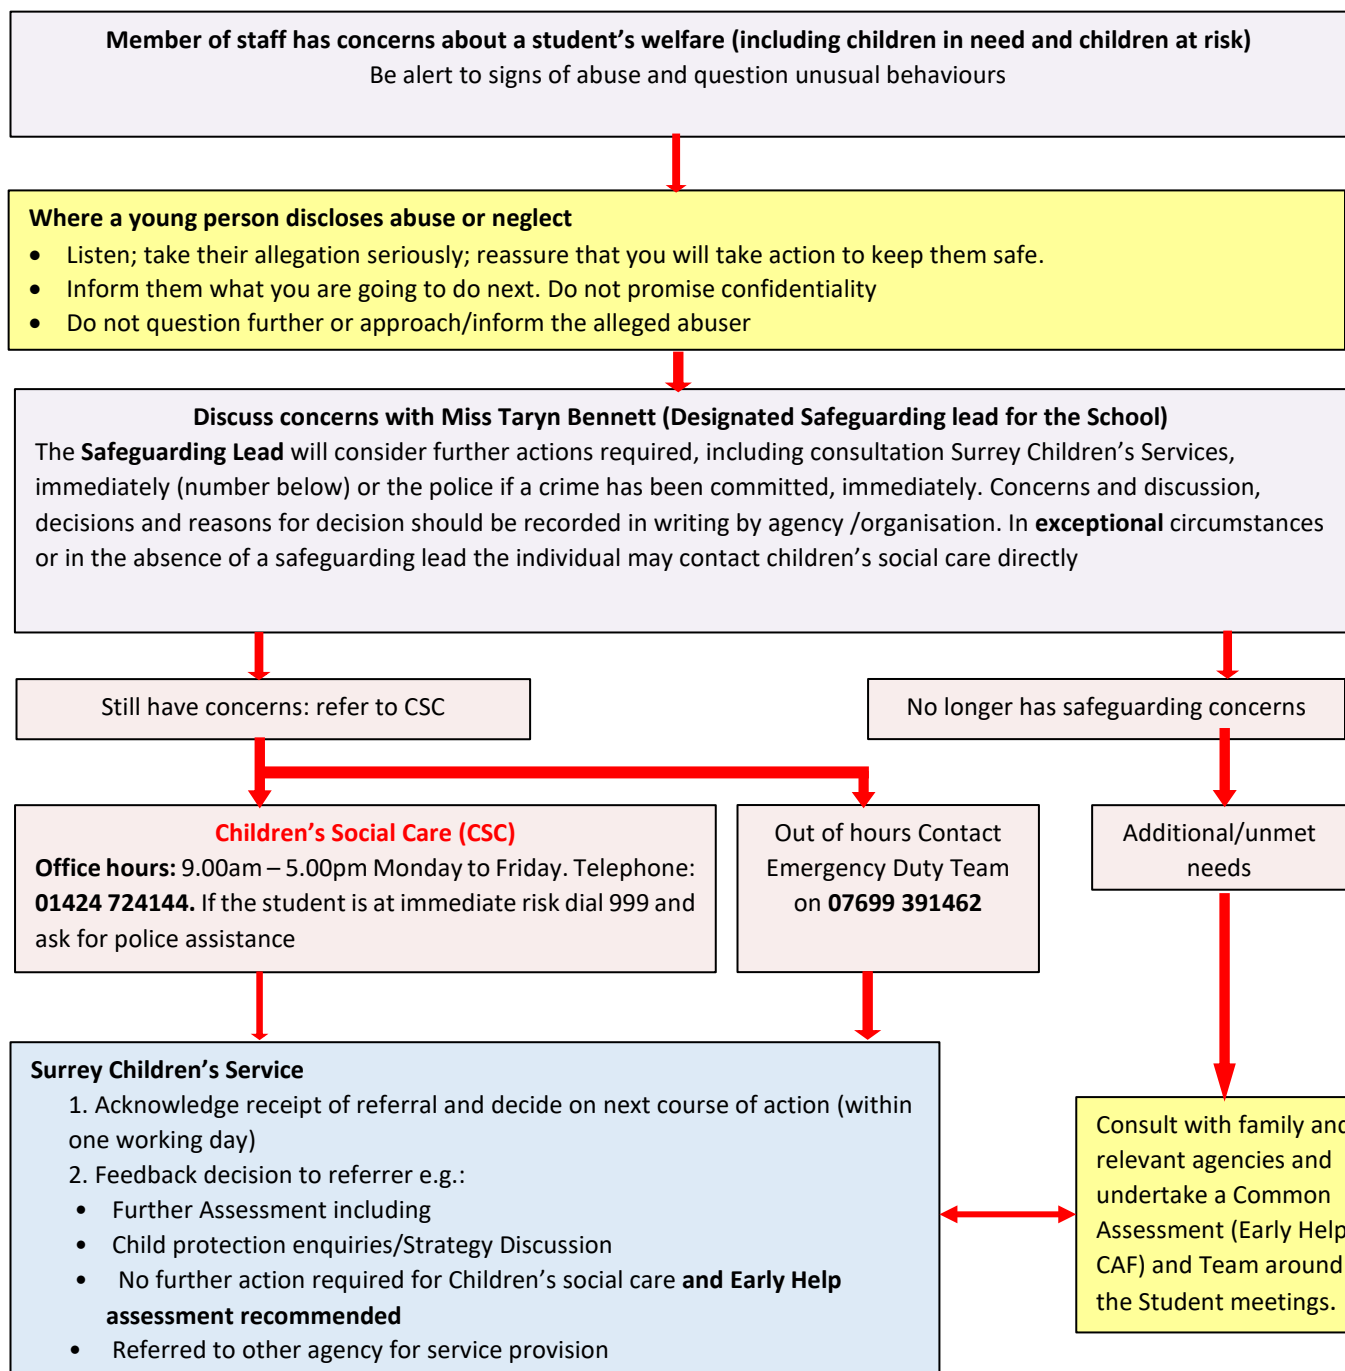 Member of staff has concerns about a student’s welfare (including children in need and children at risk)
Be alert to signs of abuse and question unusual behaviours
Where a young person discloses abuse or neglect
• Listen; take their allegation seriously; reassure that you will take action to keep them safe.
• Inform them what you are going to do next. Do not promise confidentiality
• Do not question further or approach/inform the alleged abuser
Discuss concerns with Miss Taryn Bennett (Designated Safeguarding lead for the School)
The Safeguarding Lead will consider further actions required, including consultation Surrey Children’s Services,
immediately (number below) or the police if a crime has been committed, immediately. Concerns and discussion,
decisions and reasons for decision should be recorded in writing by agency /organisation. In exceptional circumstances
or in the absence of a safeguarding lead the individual may contact children’s social care directly
Still have concerns: refer to CSC
No longer has safeguarding concerns
Children’s Social Care (CSC)
Office hours: 9.00am – 5.00pm Monday to Friday. Telephone:
01424 724144. If the student is at immediate risk dial 999 and
ask for police assistance
Out of hours Contact
Emergency Duty Team
on 07699 391462
Additional/unmet
needs
Surrey Children’s Service
1. Acknowledge receipt of referral and decide on next course of action (within
one working day)
2. Feedback decision to referrer e.g.:
• Further Assessment including
• Child protection enquiries/Strategy Discussion
• No further action required for Children’s social care and Early Help
assessment recommended
• Referred to other agency for service provision
Consult with family and
relevant agencies and
undertake a Common
Assessment (Early Help
CAF) and Team around
the Student meetings.